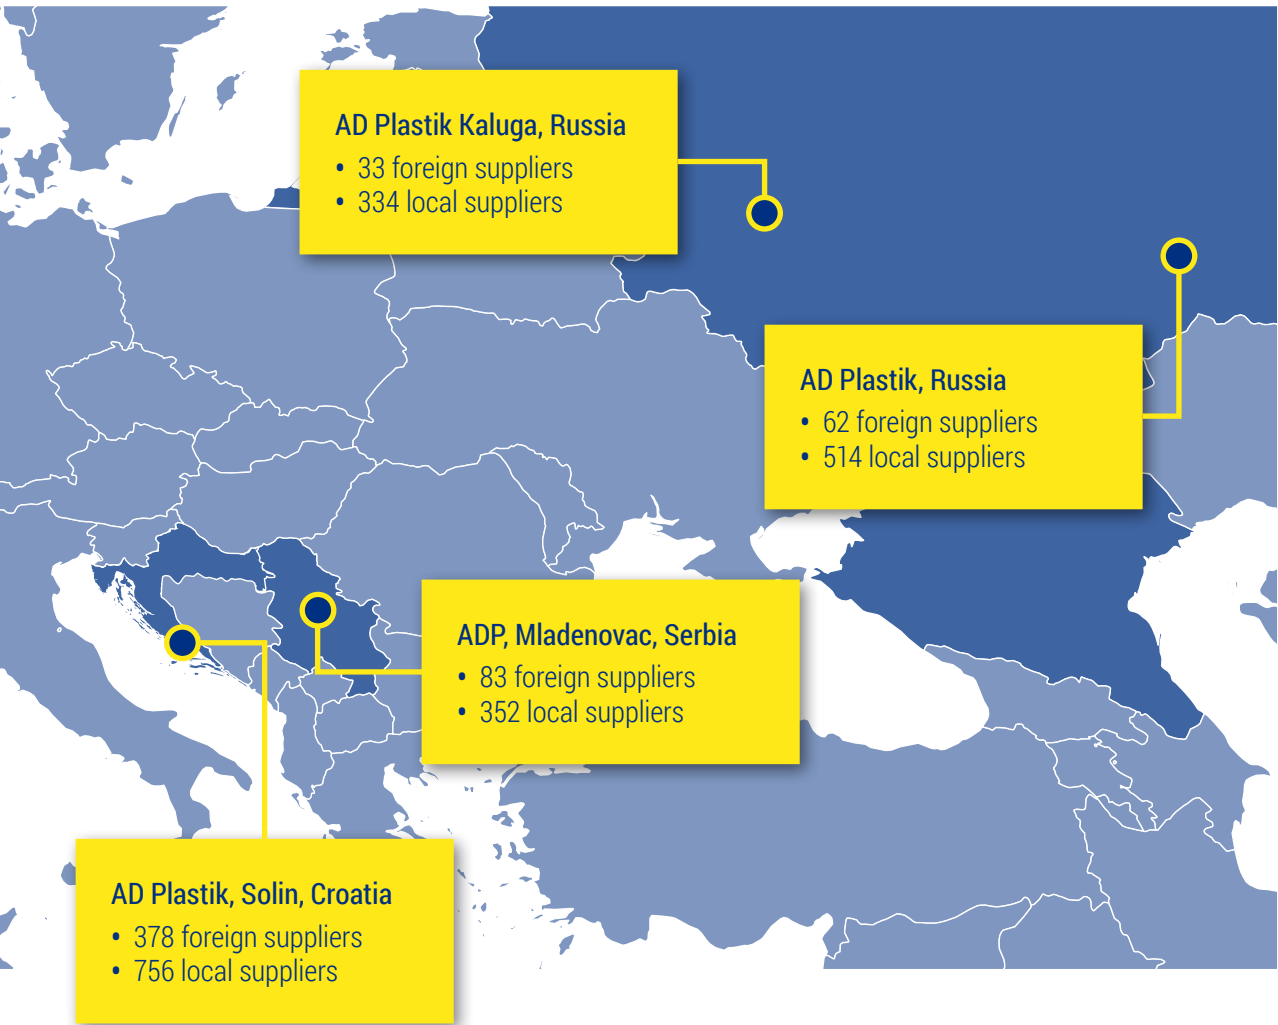 AD Plastik Kaluga, Russia
• 33 foreign suppliers
• 334 local suppliers
AD Plastik, Russia
• 62 foreign suppliers
• 514 local suppliers
ADP, Mladenovac, Serbia
• 83 foreign suppliers
• 352 local suppliers
AD Plastik, Solin, Croatia
• 378 foreign suppliers
• 756 local suppliers